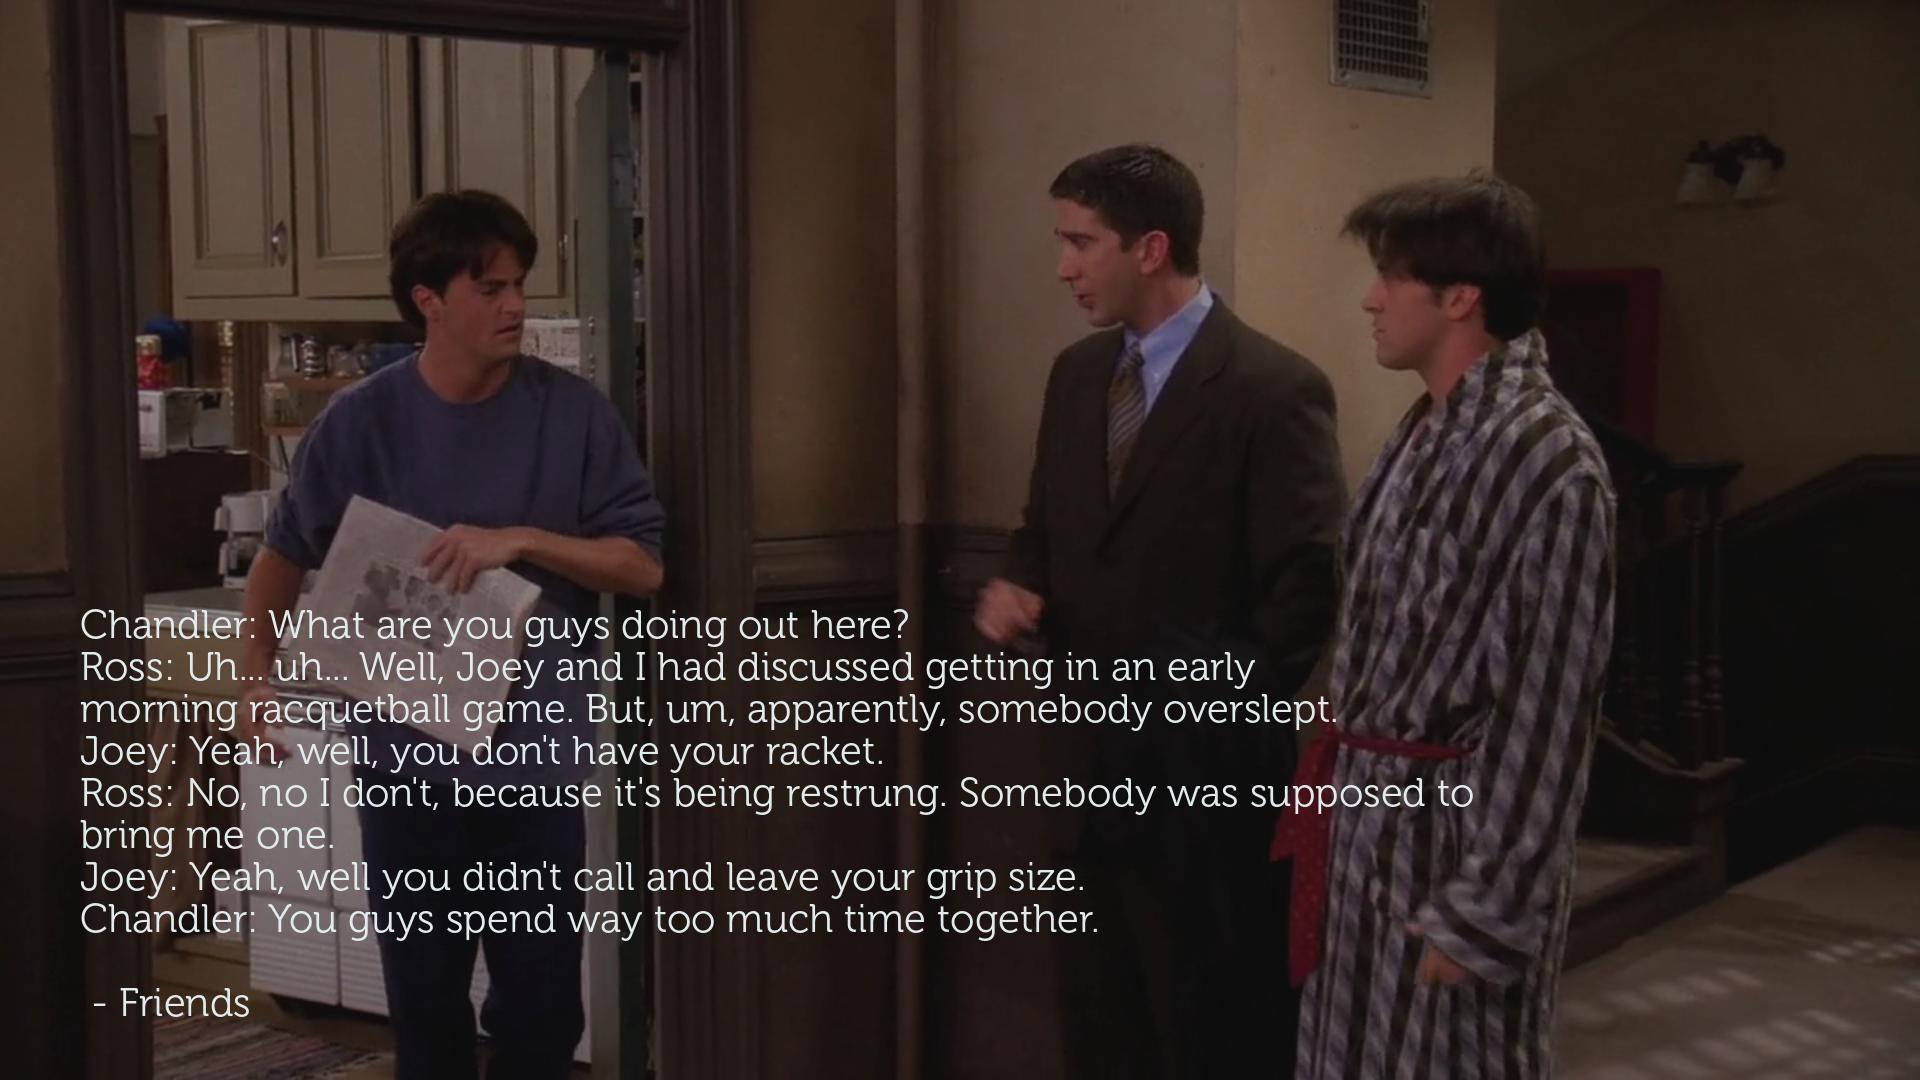 Chandler: What are you guys doing out here?
Ross: Uh... uh... Well, Joey and I had discussed getting in an early
morning racquetball game. But, um, apparently, somebody overslept.
Joey: Yeah, well, you don't have your racket.
Ross: No, no I don't, because it's being restrung. Somebody was supposed to
bring me one.
Joey: Yeah, well you didn't call and leave your grip size.
Chandler: You guys spend way too much time together.
- Friends